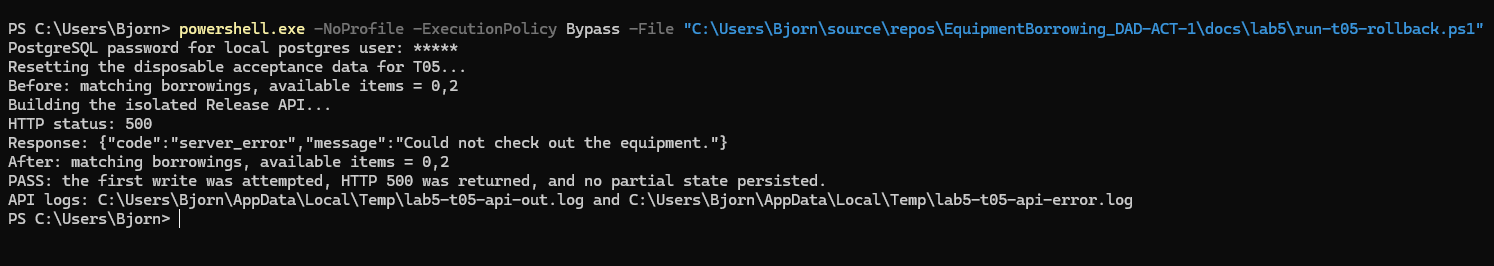 PS C:\Users\Bjorn> powershell.exe -NoProfile -ExecutionPolicy Bypass -File "C:\Users\Bjorn\source\repos\EquipmentBorrowing_DAD-ACT-1\docs\lab5\run-t05-rollback.ps1"
PostgreSQL password for local postgres user: *****
Resetting the disposable acceptance data for T05...
Before: matching borrowings, available items = 0,2
Building the isolated Release API...
HTTP status: 500
Response: {"code":"server_error","message":"Could not check out the equipment."}
After: matching borrowings, available items = 0,2
PASS: the first write was attempted, HTTP 500 was returned, and no partial state persisted.
API logs: C:\Users\Bjorn\AppData\Local\Temp\lab5-t05-api-out.log and C:\Users\Bjorn\AppData\Local\Temp\lab5-t05-api-error.log
PS C:\Users\Bjorn>